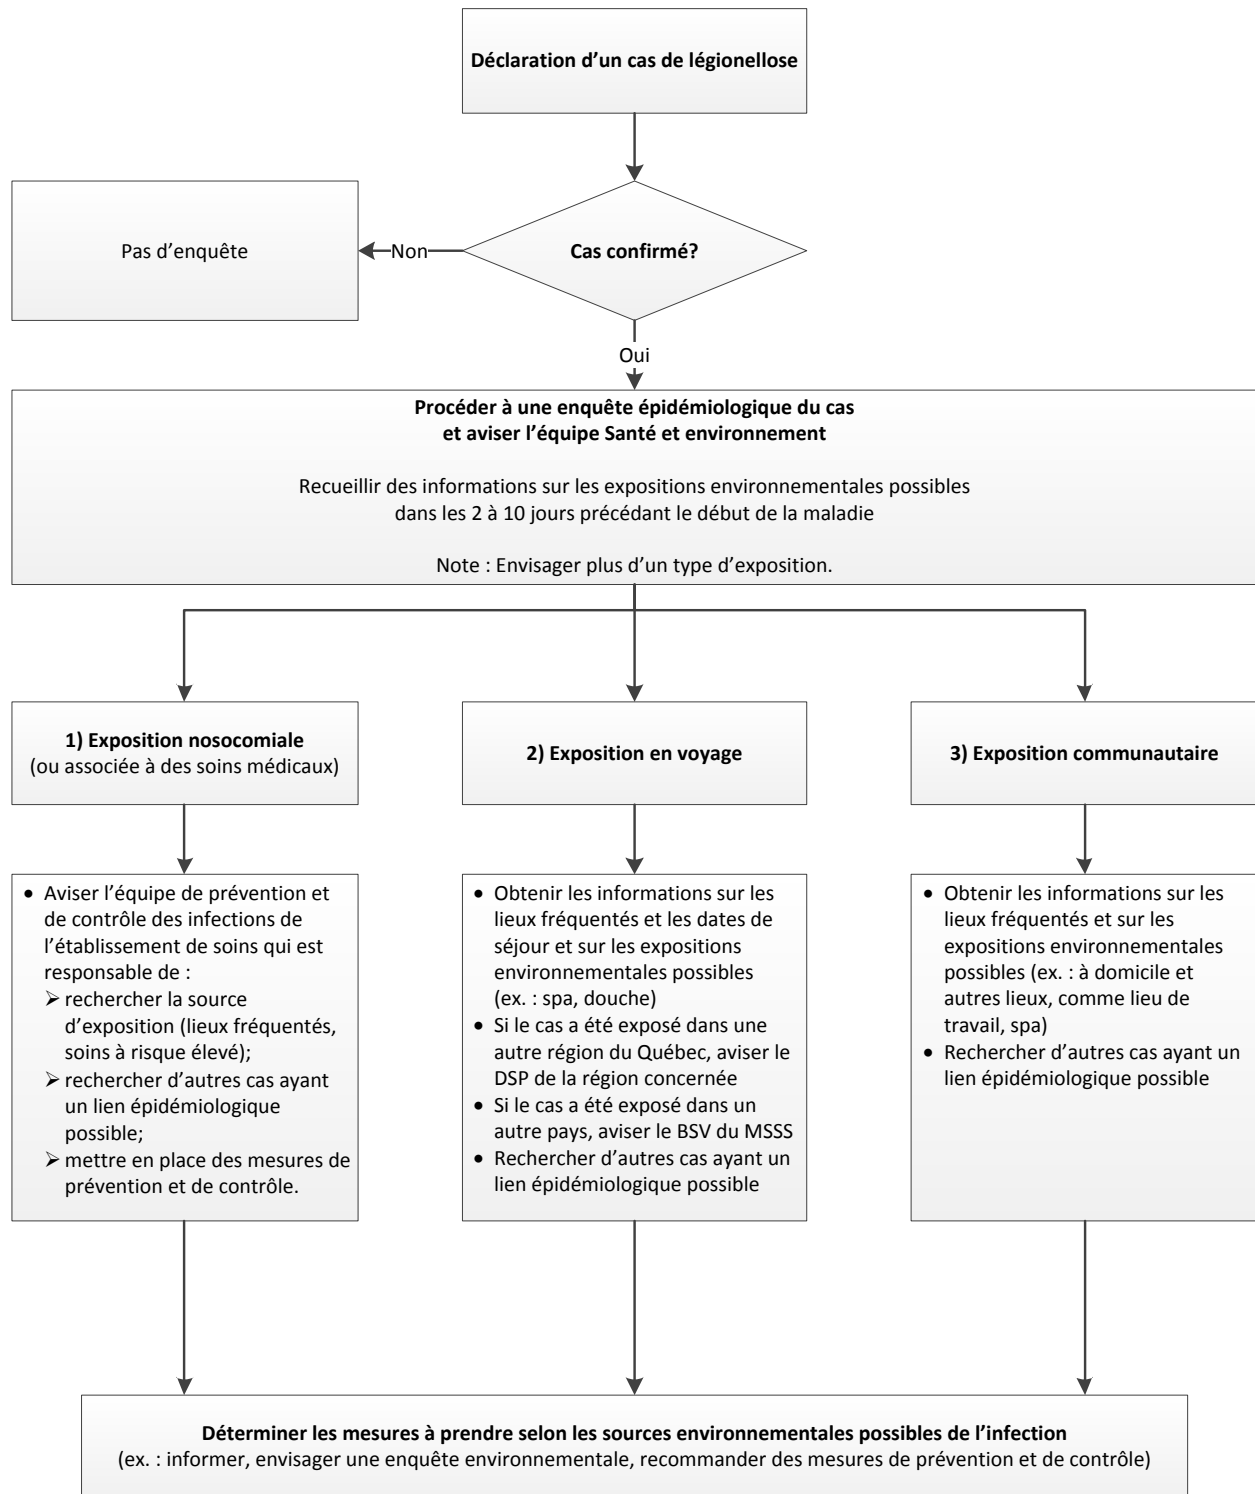 Déclaration d’un cas de légionellose
Cas confirmé?
Non
Pas d’enquête
Oui
Procéder à une enquête épidémiologique du cas
et aviser l’équipe Santé et environnement
Recueillir des informations sur les expositions environnementales possibles
dans les 2 à 10 jours précédant le début de la maladie
Note : Envisager plus d’un type d’exposition.
1) Exposition nosocomiale
(ou associée à des soins médicaux)
2) Exposition en voyage
3) Exposition communautaire
• Aviser l’équipe de prévention et
de contrôle des infections de
l’établissement de soins qui est
responsable de :
➢ rechercher la source
d’exposition (lieux fréquentés,
soins à risque élevé);
➢ rechercher d’autres cas ayant
un lien épidémiologique
possible;
➢ mettre en place des mesures de
prévention et de contrôle.
• Obtenir les informations sur les
lieux fréquentés et les dates de
séjour et sur les expositions
environnementales possibles
(ex. : spa, douche)
• Si le cas a été exposé dans une
autre région du Québec, aviser le
DSP de la région concernée
• Si le cas a été exposé dans un
autre pays, aviser le BSV du MSSS
• Rechercher d’autres cas ayant un
lien épidémiologique possible
• Obtenir les informations sur les
lieux fréquentés et sur les
expositions environnementales
possibles (ex. : à domicile et
autres lieux, comme lieu de
travail, spa)
• Rechercher d’autres cas ayant un
lien épidémiologique possible
Déterminer les mesures à prendre selon les sources environnementales possibles de l’infection
(ex. : informer, envisager une enquête environnementale, recommander des mesures de prévention et de contrôle)